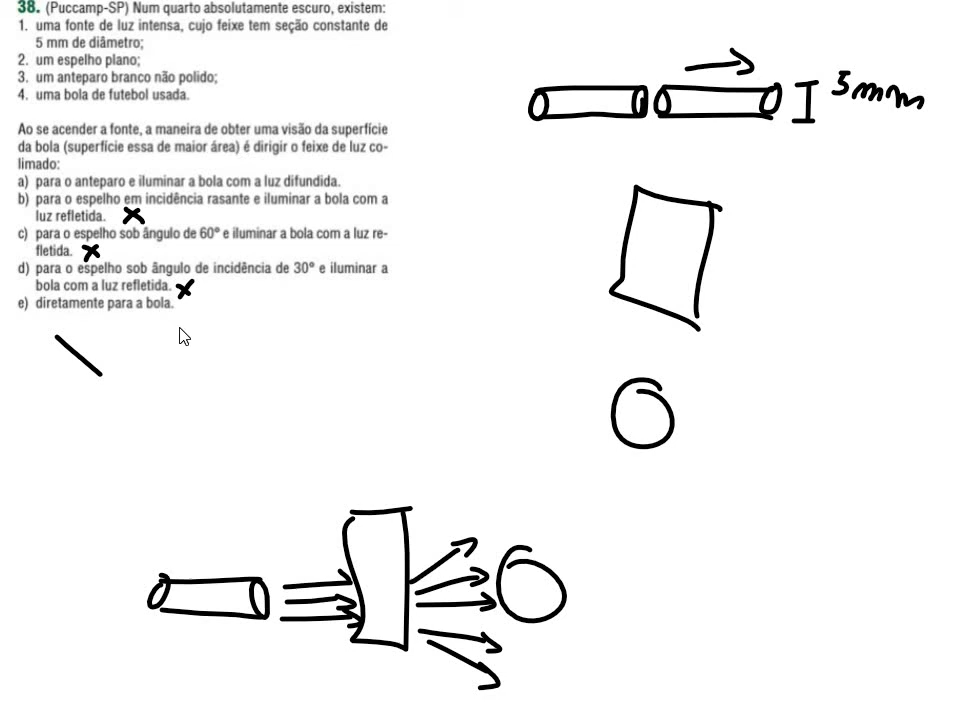 38. (Puccamp-SP) Num quarto absolutamente escuro, existem:
1. uma fonte de luz intensa, cujo feixe tem seção constante de
5 mm de diâmetro;
2. um espelho plano;
3. um anteparo branco não polido;
4. uma bola de futebol usada.
Ao se acender a fonte, a maneira de obter uma visão da superfície
da bola (superfície essa de maior área) é dirigir o feixe de luz co-
limado:
a) para o anteparo e iluminar a bola com a luz difundida.
b) para o espelho em incidência rasante e iluminar a bola com a
luz refletida.
c) para o espelho sob ângulo de 60° e iluminar a bola com a luz re-
fletida.
d) para o espelho sob ângulo de incidência de 30° e iluminar a
bola com a luz refletida.
e) diretamente para a bola.
5mm